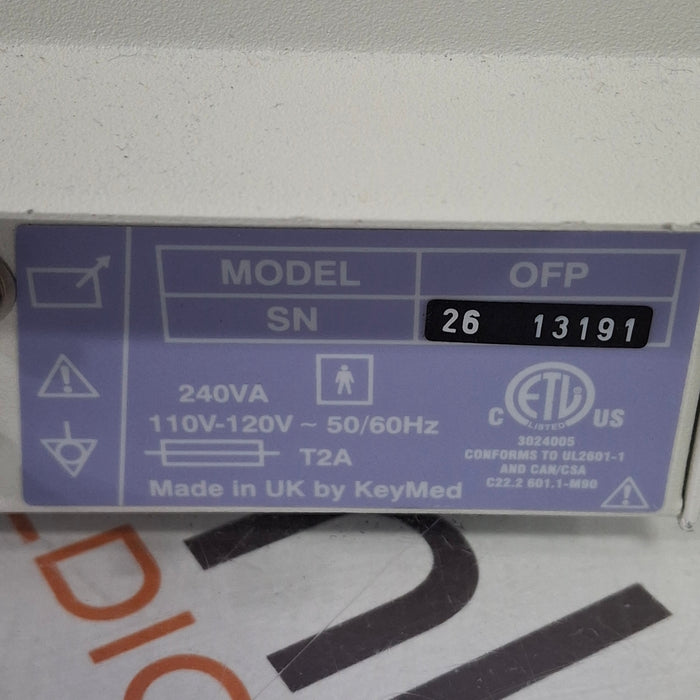 MODEL OFP
SN 26 13191
240VA
110V-120V ~ 50/60Hz
T2A
Made in UK by KeyMed
C ETL US
LISTED
3024005
CONFORMS TO UL2601-1
AND CAN/CSA
C22.2 601.1-M90